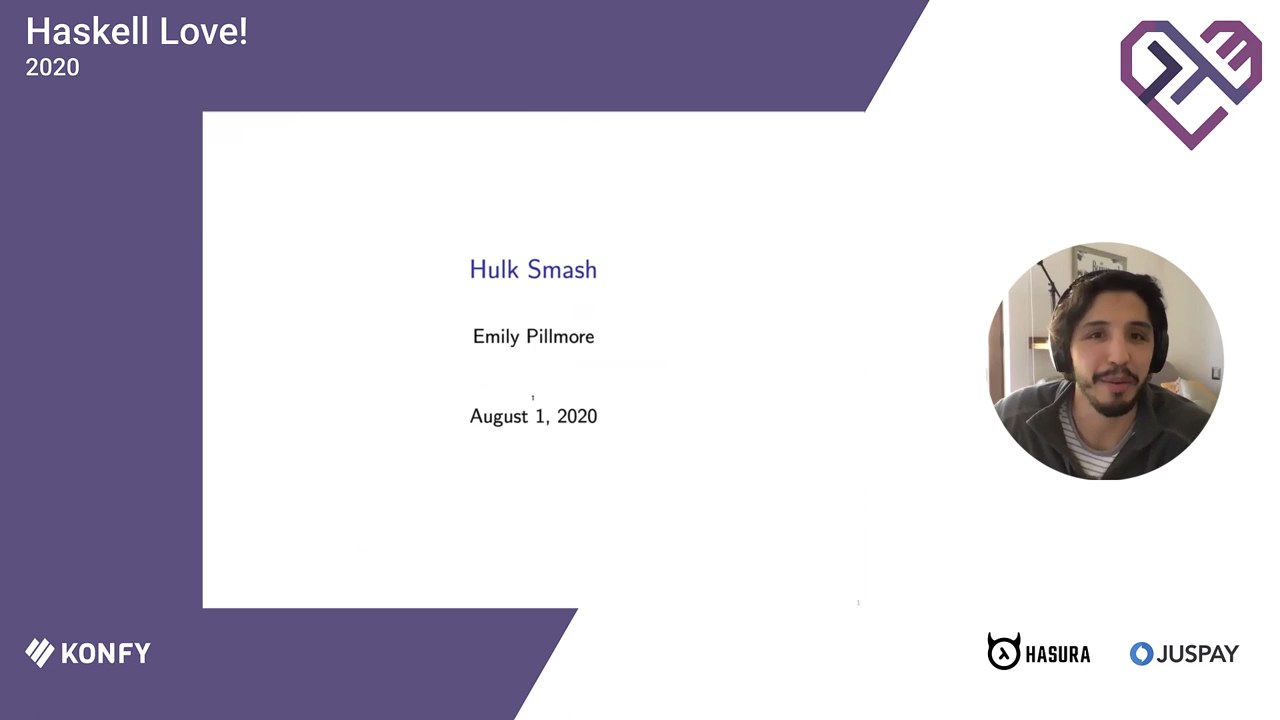 Haskell Love!
2020
Hulk Smash
Emily Pillmore
August 1, 2020
KONFY
HASURA
JUSPAY